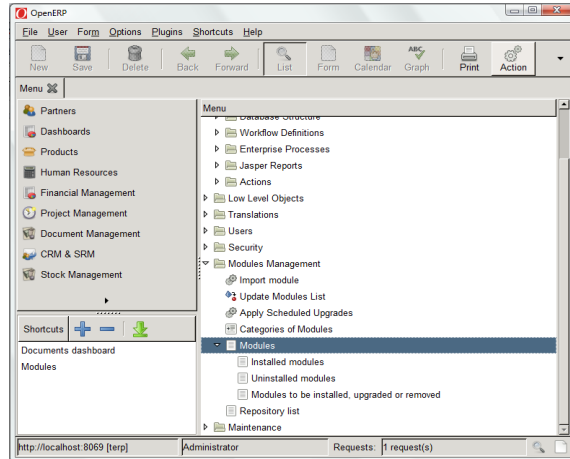 OpenERP
File User Form Options Plugins Shortcuts Help
New Save Delete Back Forward List Form Calendar Graph Print Action
Menu
Partners
Dashboards
Products
Human Resources
Financial Management
Project Management
Document Management
CRM & SRM
Stock Management
Shortcuts
Documents dashboard
Modules
Menu
Database Structure
Workflow Definitions
Enterprise Processes
Jasper Reports
Actions
Low Level Objects
Translations
Users
Security
Modules Management
Import module
Update Modules List
Apply Scheduled Upgrades
Categories of Modules
Modules
Installed modules
Uninstalled modules
Modules to be installed, upgraded or removed
Repository list
Maintenance
http://localhost:8069 [terp] Administrator Requests: 1 request(s)